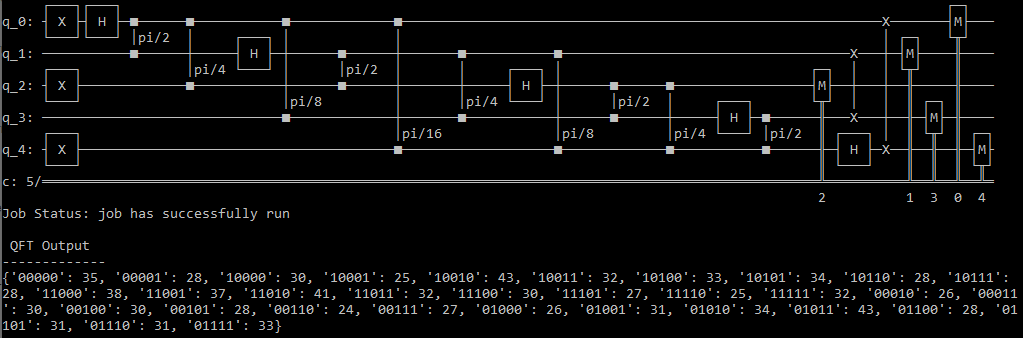 q_0: X H X M
pi/2
q_1: H X M
pi/4 pi/2
q_2: X H M
pi/8 pi/4 pi/2
q_3: H X M
pi/16 pi/8 pi/4 pi/2
q_4: X H X M
c: 5/
2 1 3 0 4
Job Status: job has successfully run
QFT Output
-------------
{'00000': 35, '00001': 28, '10000': 30, '10001': 25, '10010': 43, '10011': 32, '10100': 33, '10101': 34, '10110': 28, '10111':
28, '11000': 38, '11001': 37, '11010': 41, '11011': 32, '11100': 30, '11101': 27, '11110': 25, '11111': 32, '00010': 26, '00011
': 30, '00100': 30, '00101': 28, '00110': 24, '00111': 27, '01000': 26, '01001': 31, '01010': 34, '01011': 43, '01100': 28, '01
101': 31, '01110': 31, '01111': 33}